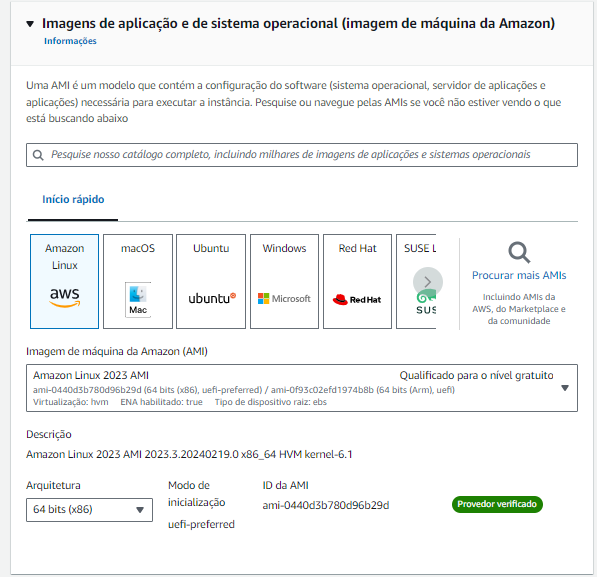 Imagens de aplicação e de sistema operacional (imagem de máquina da Amazon)
Informações
Uma AMI é um modelo que contém a configuração do software (sistema operacional, servidor de aplicações e
aplicações) necessária para executar a instância. Pesquise ou navegue pelas AMIs se você não estiver vendo o que
está buscando abaixo
Pesquise nosso catálogo completo, incluindo milhares de imagens de aplicações e sistemas operacionais
Início rápido
Amazon
Linux
aws
macOS
Mac
Ubuntu
ubuntu
Windows
Microsoft
Red Hat
RedHat
SUSE L
SUS
Procurar mais AMIs
Incluindo AMIs da
AWS, do Marketplace e
da comunidade
Imagem de máquina da Amazon (AMI)
Amazon Linux 2023 AMI
Qualificado para o nível gratuito
ami-0440d3b780d96b29d (64 bits (x86), uefi-preferred) / ami-0f93c02efd1974b8b (64 bits (Arm), uefi)
Virtualização: hvm ENA habilitado: true Tipo de dispositivo raiz: ebs
Descrição
Amazon Linux 2023 AMI 2023.3.20240219.0 x86_64 HVM kernel-6.1
Arquitetura
64 bits (x86)
Modo de
inicialização
uefi-preferred
ID da AMI
ami-0440d3b780d96b29d
Provedor verificado